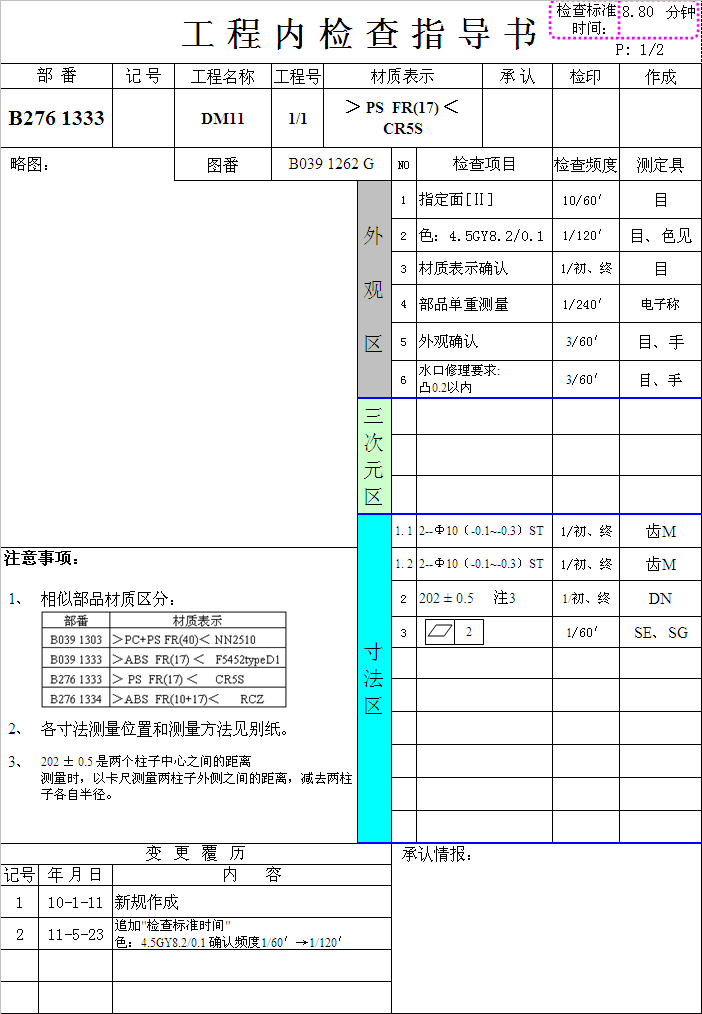 工程内检查指导书
检查标准 8.80 分钟
时间：
P: 1/2
部 番 记号 工程名称 工程号 材质表示 承认 检印 作成
B276 1333 DM11 1/1 ＞PS FR(17)＜
CR5S
略图： 图番 B039 1262 G NO 检查项目 检查频度 测定具
外观区
1 指定面[Ⅱ] 10/60′ 目
2 色：4.5GY8.2/0.1 1/120′ 目、色见
3 材质表示确认 1/初、终 目
4 部品单重测量 1/240′ 电子称
5 外观确认 3/60′ 目、手
6 水口修理要求:
凸0.2以内 3/60′ 目、手
三次元区
寸法区
1.1 2--Φ10（-0.1~-0.3）ST 1/初、终 齿M
1.2 2--Φ10（-0.1~-0.3）ST 1/初、终 齿M
2 202 ± 0.5 注3 1/初、终 DN
3 2 1/60′ SE、SG
注意事项：
1、 相似部品材质区分：
部番 材质表示
B039 1303 ＞PC+PS FR(40)＜ NN2510
B039 1333 ＞ABS FR(17)＜ F5452typeD1
B276 1333 ＞ PS FR(17)＜ CR5S
B276 1334 ＞ABS FR(10+17)＜ RCZ
2、 各寸法测量位置和测量方法见别纸。
3、 202 ± 0.5 是两个柱子中心之间的距离
测量时，以卡尺测量两柱子外侧之间的距离，减去两柱
子各自半径。
变 更 履 历
记号 年 月 日 内 容
1 10-1-11 新规作成
2 11-5-23 追加"检查标准时间"
色：4.5GY8.2/0.1 确认频度1/60′→1/120′
承认情报：